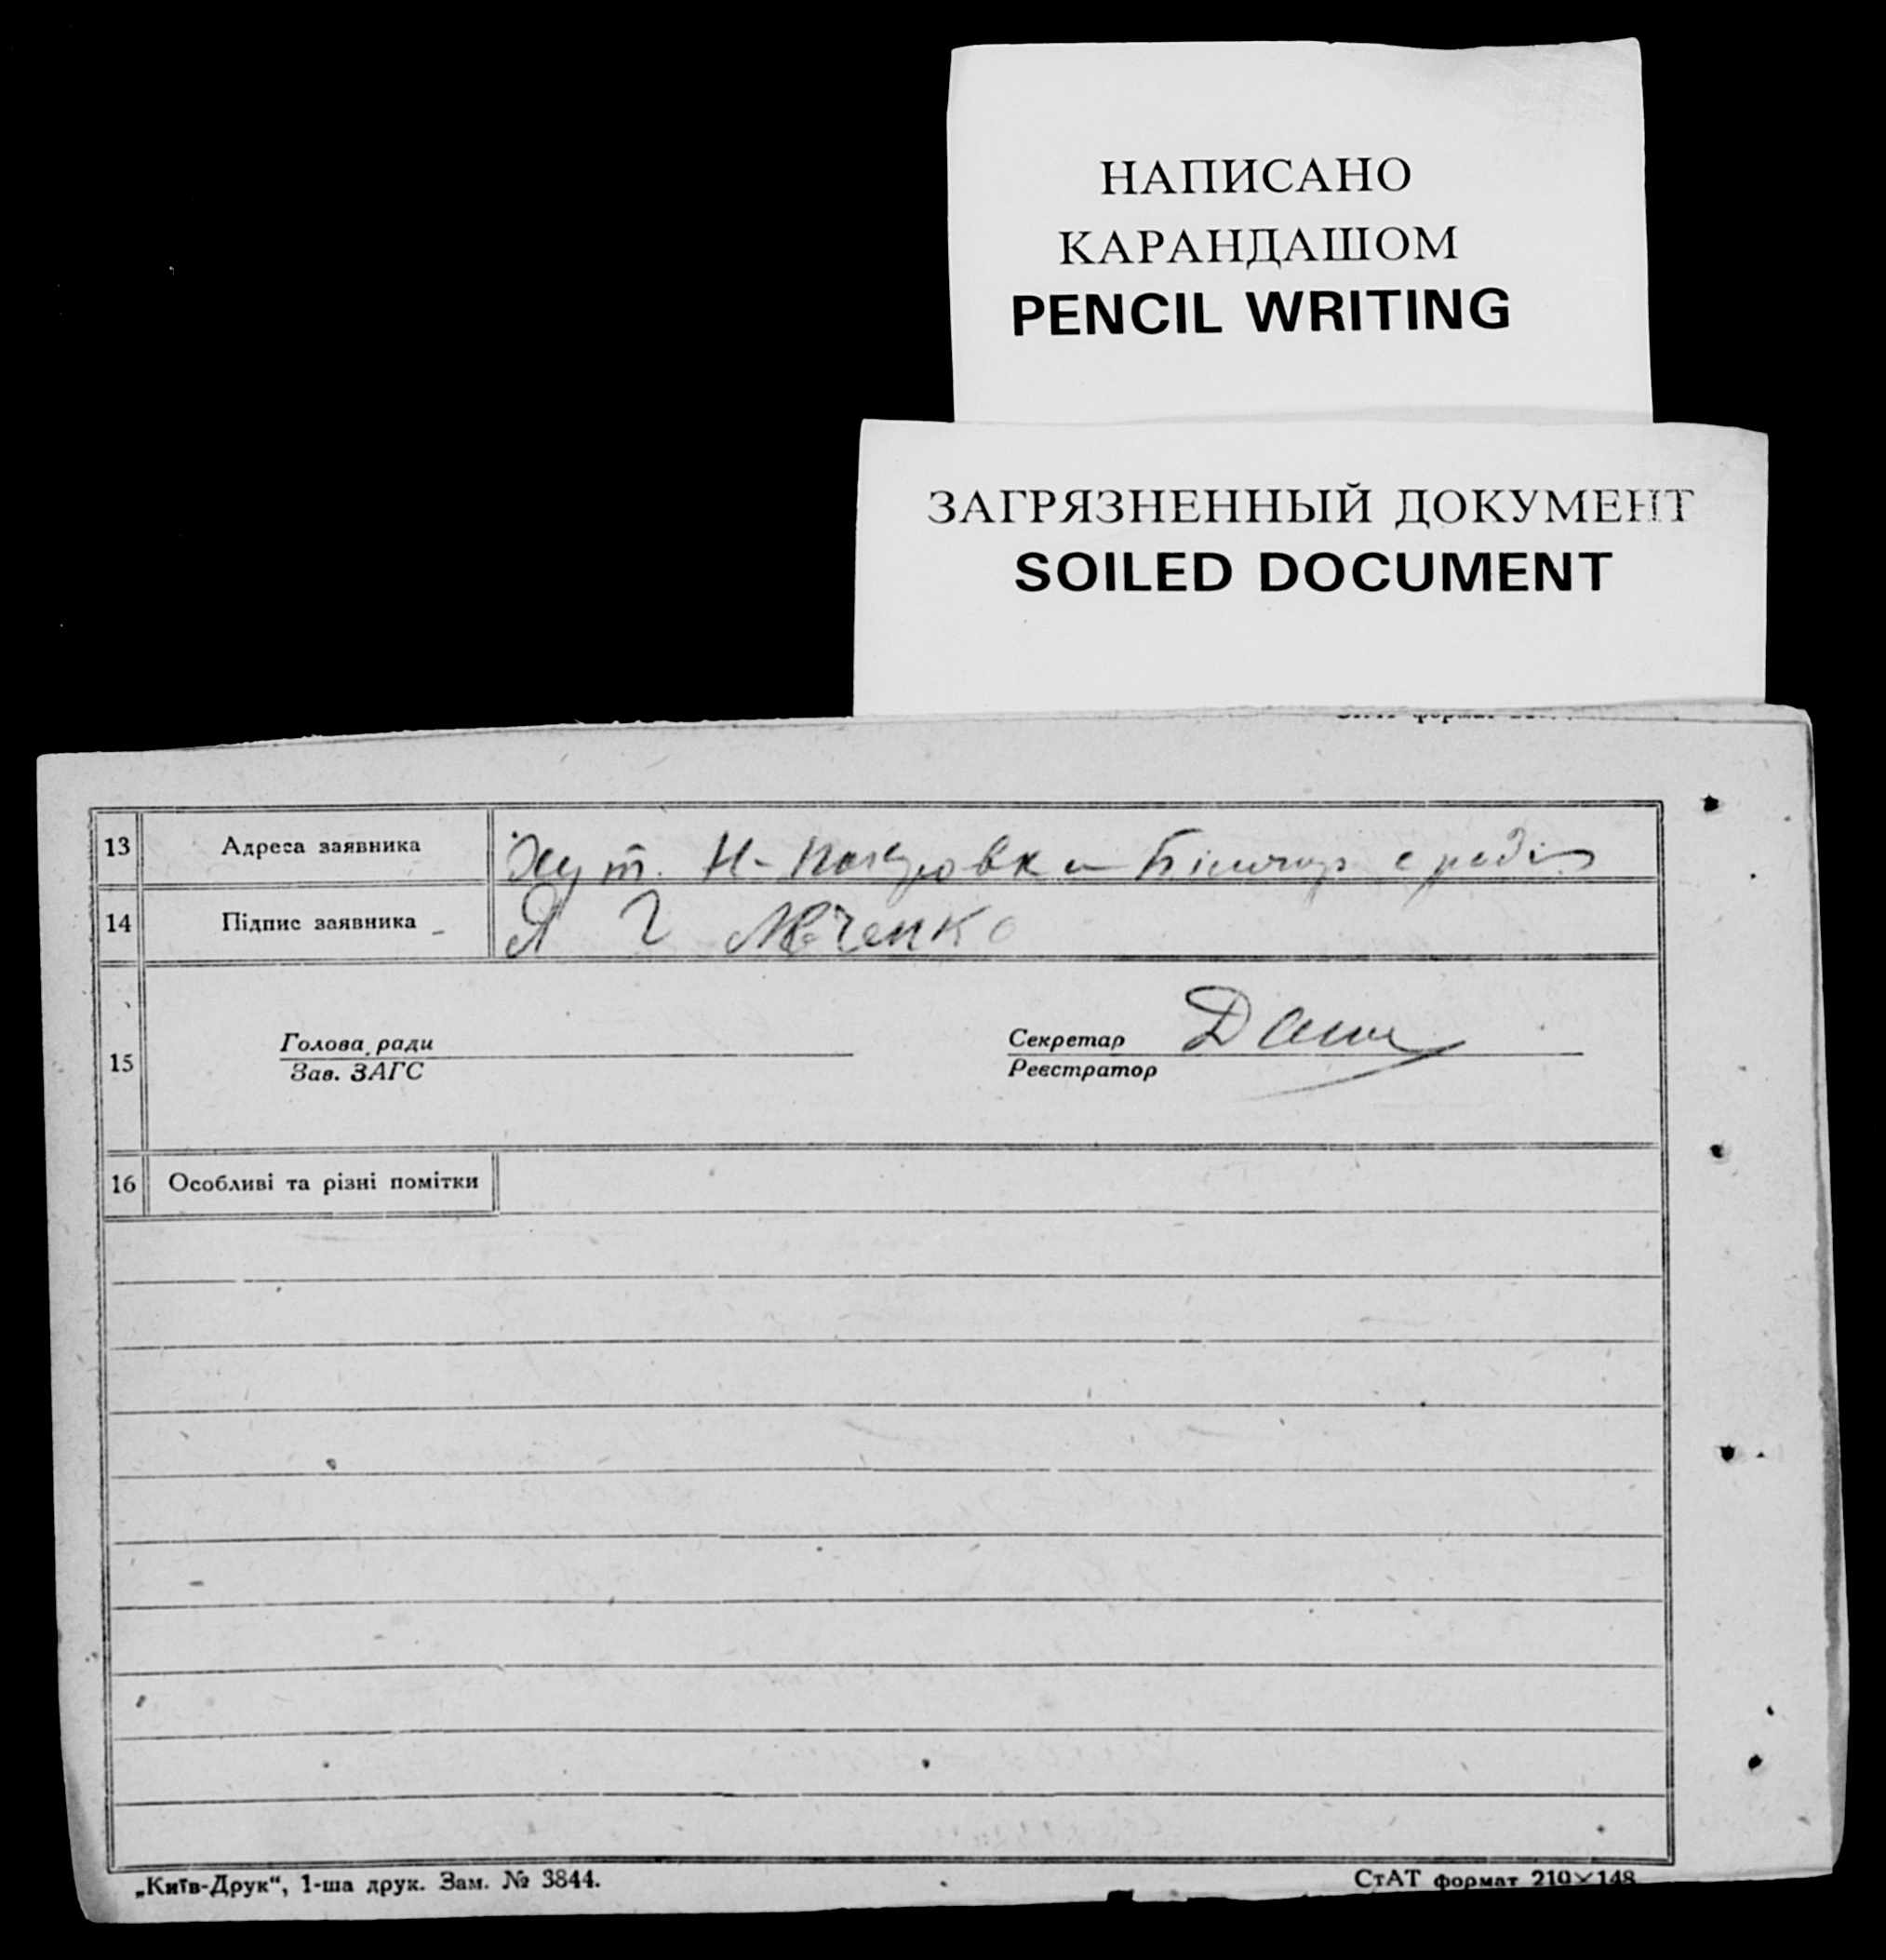 НАПИСАНО
КАРАНДАШОМ
PENCIL WRITING
ЗАГРЯЗНЕННЫЙ ДОКУМЕНТ
SOILED DOCUMENT
13 Адреса заявника Хут. Н-Покровка
14 Підпис заявника Я Г
15 Голова ради
Зав. ЗАГС
Секретар
Реєстратор
16 Особливі та різні помітки
„Київ-Друк“, 1-ша друк. Зам. № 3844.
СтАТ формат 210×148